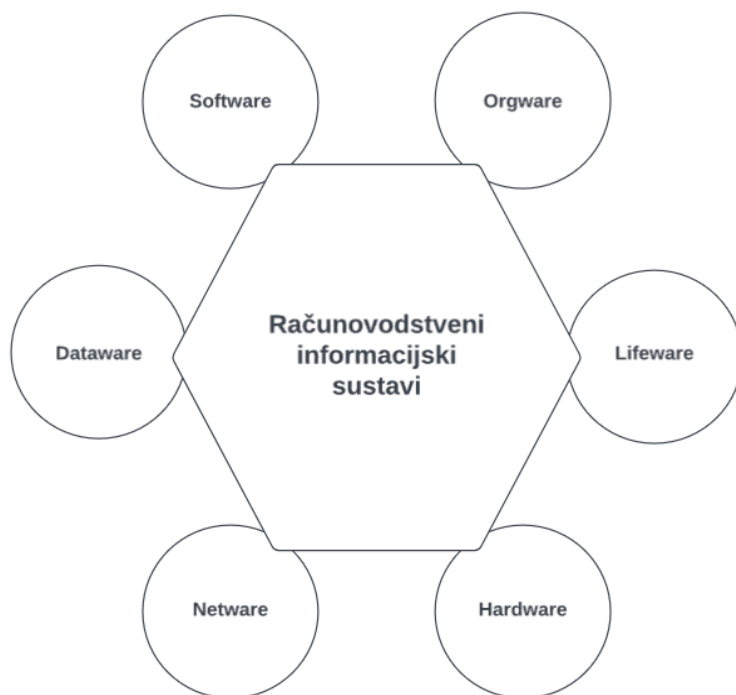 Software
Orgware
Računovodstveni
informacijski
sustavi
Dataware
Lifeware
Netware
Hardware